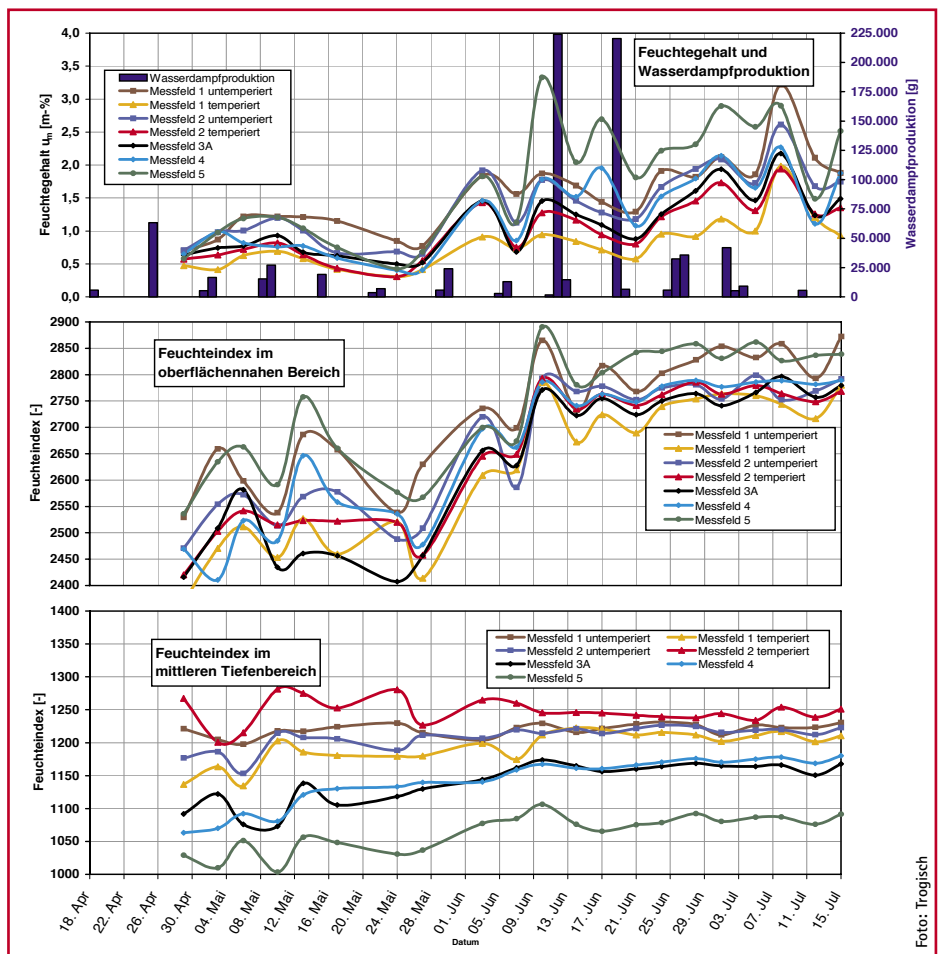 4,0
3,5
3,0
2,5
2,0
1,5
1,0
0,5
0,0
Feuchtegehalt um [m-%]
Wasserdampfproduktion
Messfeld 1 untemperiert
Messfeld 1 temperiert
Messfeld 2 untemperiert
Messfeld 2 temperiert
Messfeld 3A
Messfeld 4
Messfeld 5
Feuchtegehalt und
Wasserdampfproduktion
225.000
200.000
175.000
150.000
125.000
100.000
75.000
50.000
25.000
0
Wasserdampfproduktion [g]
2900
2850
2800
2750
2700
2650
2600
2550
2500
2450
2400
Feuchteindex [-]
Feuchteindex im
oberflächennahen Bereich
Messfeld 1 untemperiert
Messfeld 1 temperiert
Messfeld 2 untemperiert
Messfeld 2 temperiert
Messfeld 3A
Messfeld 4
Messfeld 5
1400
1350
1300
1250
1200
1150
1100
1050
1000
Feuchteindex [-]
Feuchteindex im
mittleren Tiefenbereich
Messfeld 1 untemperiert
Messfeld 1 temperiert
Messfeld 2 untemperiert
Messfeld 2 temperiert
Messfeld 3A
Messfeld 4
Messfeld 5
18. Apr
22. Apr
26. Apr
30. Apr
04. Mai
08. Mai
12. Mai
16. Mai
20. Mai
24. Mai
28. Mai
01. Jun
05. Jun
09. Jun
13. Jun
17. Jun
21. Jun
25. Jun
29. Jun
03. Jul
07. Jul
11. Jul
15. Jul
Datum
Foto: Trogisch